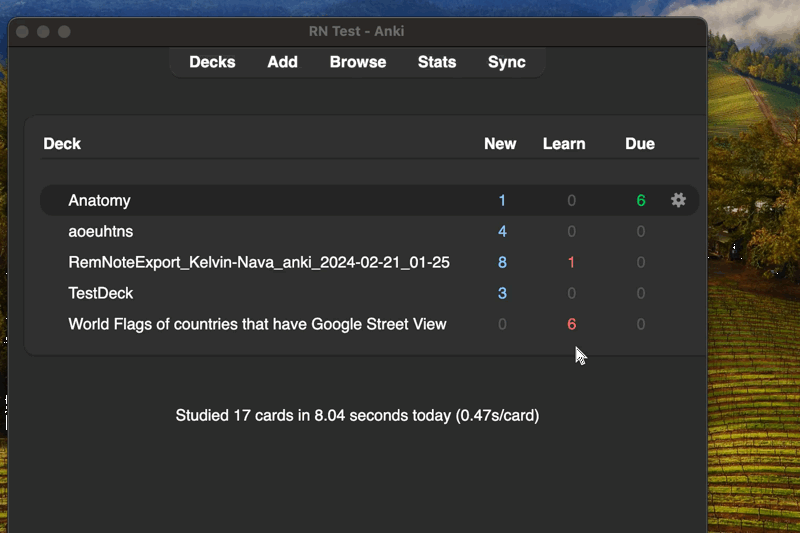 RN Test - Anki
Decks Add Browse Stats Sync
Deck New Learn Due
Anatomy 1 0 6
aoeuhtns 4 0 0
RemNoteExport_Kelvin-Nava_anki_2024-02-21_01-25 8 1 0
TestDeck 3 0 0
World Flags of countries that have Google Street View 0 6 0
Studied 17 cards in 8.04 seconds today (0.47s/card)